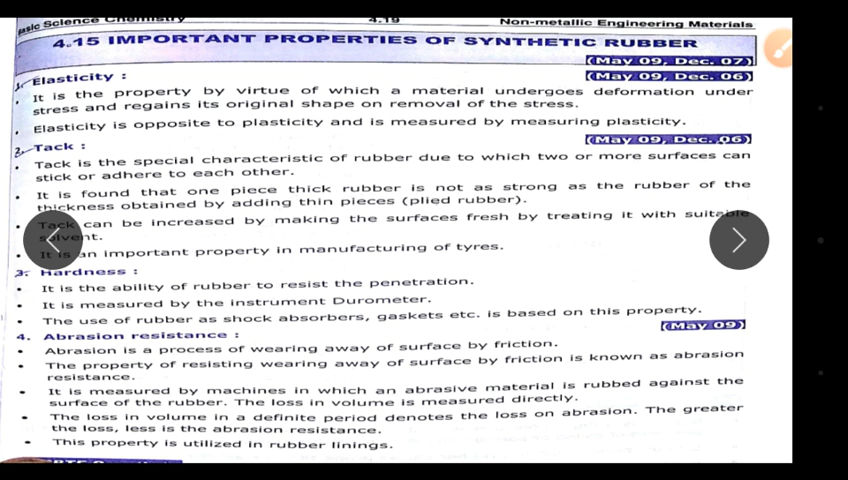 Basic Science Chemistry 4.19 Non-metallic Engineering Materials
4.15 IMPORTANT PROPERTIES OF SYNTHETIC RUBBER
(May 09, Dec. 07)
1. Elasticity : (May 09, Dec. 06)
• It is the property by virtue of which a material undergoes deformation under
stress and regains its original shape on removal of the stress.
• Elasticity is opposite to plasticity and is measured by measuring plasticity.
2. Tack : (May 09, Dec. 06)
• Tack is the special characteristic of rubber due to which two or more surfaces can
stick or adhere to each other.
• It is found that one piece thick rubber is not as strong as the rubber of the
thickness obtained by adding thin pieces (plied rubber).
• Tack can be increased by making the surfaces fresh by treating it with suitable
solvent.
• It is an important property in manufacturing of tyres.
3. Hardness :
• It is the ability of rubber to resist the penetration.
• It is measured by the instrument Durometer.
• The use of rubber as shock absorbers, gaskets etc. is based on this property.
4. Abrasion resistance : (May 09)
• Abrasion is a process of wearing away of surface by friction.
• The property of resisting wearing away of surface by friction is known as abrasion
resistance.
• It is measured by machines in which an abrasive material is rubbed against the
surface of the rubber. The loss in volume is measured directly.
• The loss in volume in a definite period denotes the loss on abrasion. The greater
the loss, less is the abrasion resistance.
• This property is utilized in rubber linings.